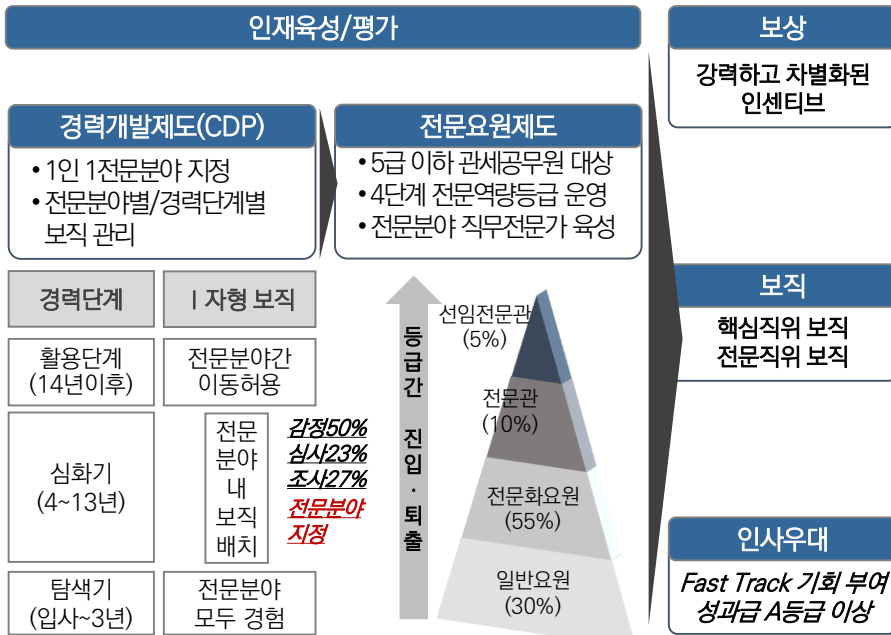 인재육성/평가
경력개발제도(CDP)
• 1인 1전문분야 지정
• 전문분야별/경력단계별
보직 관리
전문요원제도
• 5급 이하 관세공무원 대상
• 4단계 전문역량등급 운영
• 전문분야 직무전문가 육성
경력단계
I 자형 보직
활용단계
(14년이후)
전문분야간
이동허용
심화기
(4~13년)
전문
분야
내
보직
배치
감정50%
심사23%
조사27%
전문분야
지정
탐색기
(입사~3년)
전문분야
모두 경험
등급간 진입·퇴출
선임전문관
(5%)
전문관
(10%)
전문화요원
(55%)
일반요원
(30%)
보상
강력하고 차별화된
인센티브
보직
핵심직위 보직
전문직위 보직
인사우대
Fast Track 기회 부여
성과급 A등급 이상